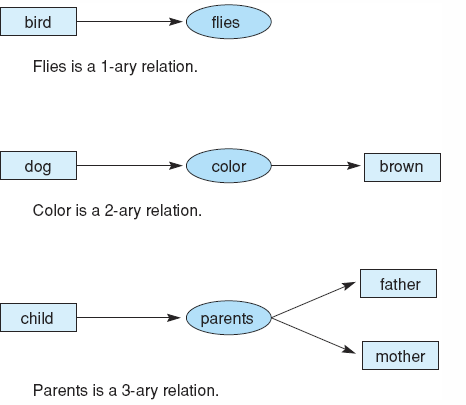 bird flies
Flies is a 1-ary relation.
dog color brown
Color is a 2-ary relation.
father
child parents
mother
Parents is a 3-ary relation.